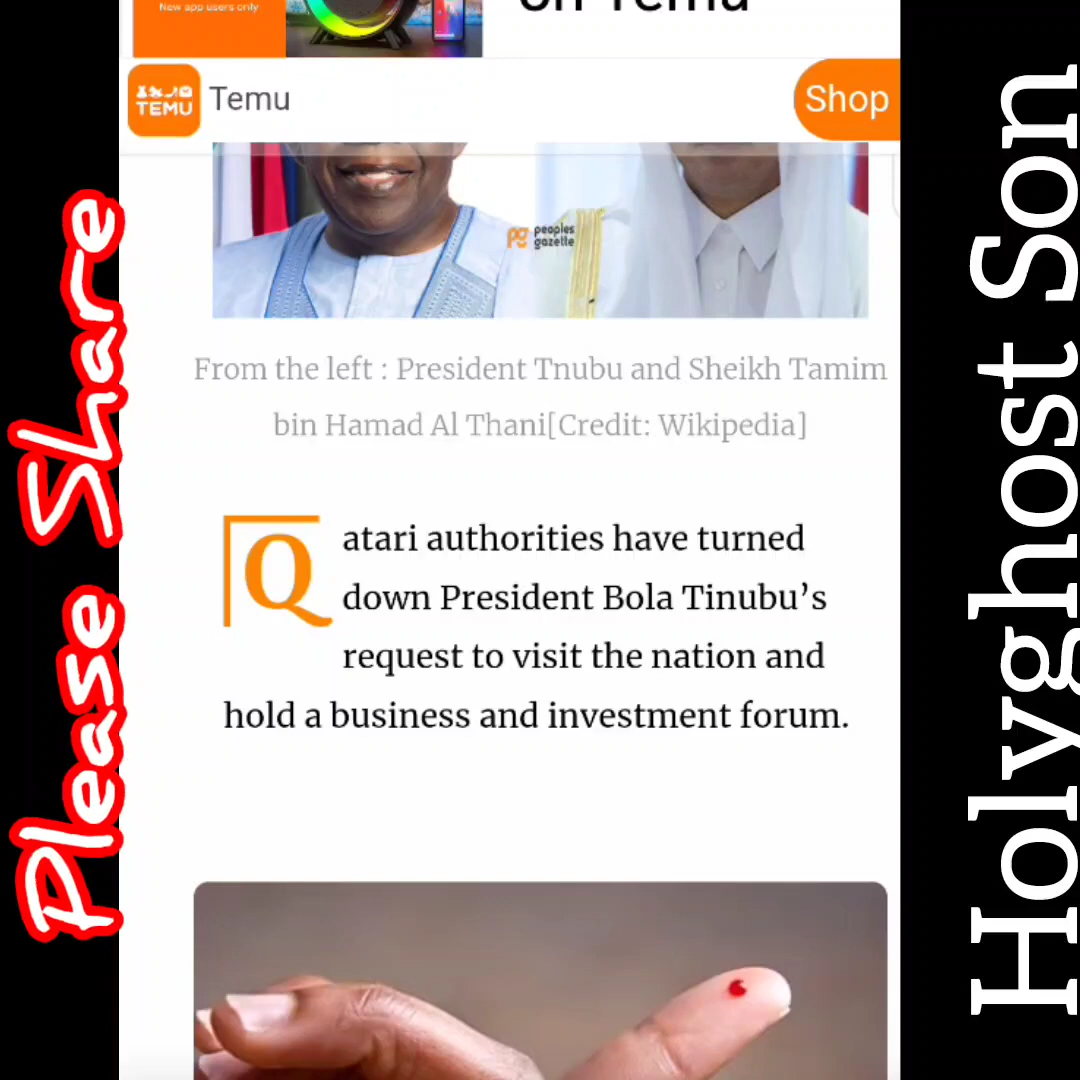 New app users only
on Temu
TEMU
Temu
Shop
peoples
gazette
From the left : President Tnubu and Sheikh Tamim
bin Hamad Al Thani[Credit: Wikipedia]
Qatari authorities have turned
down President Bola Tinubu’s
request to visit the nation and
hold a business and investment forum.
Please Share
Holyghost Son